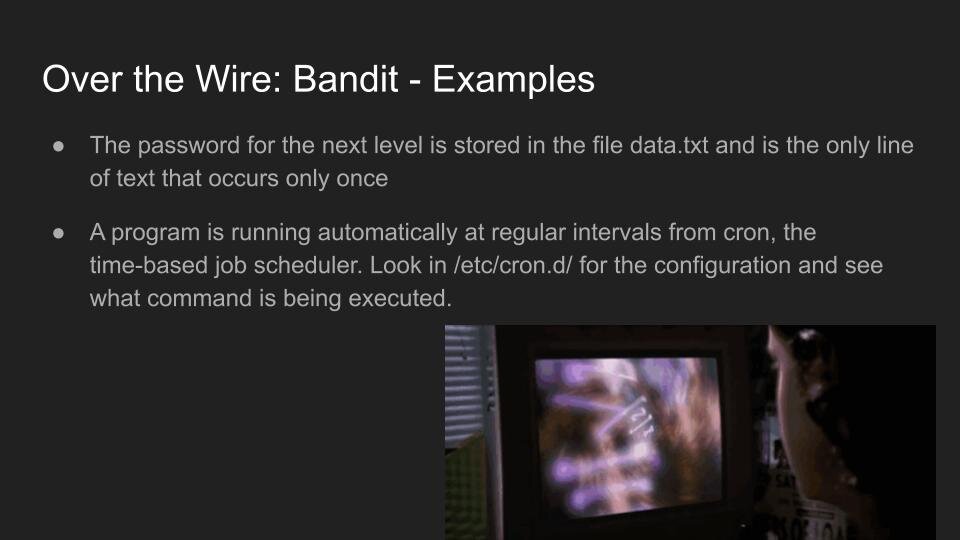 Over the Wire: Bandit - Examples
● The password for the next level is stored in the file data.txt and is the only line
of text that occurs only once
● A program is running automatically at regular intervals from cron, the
time-based job scheduler. Look in /etc/cron.d/ for the configuration and see
what command is being executed.